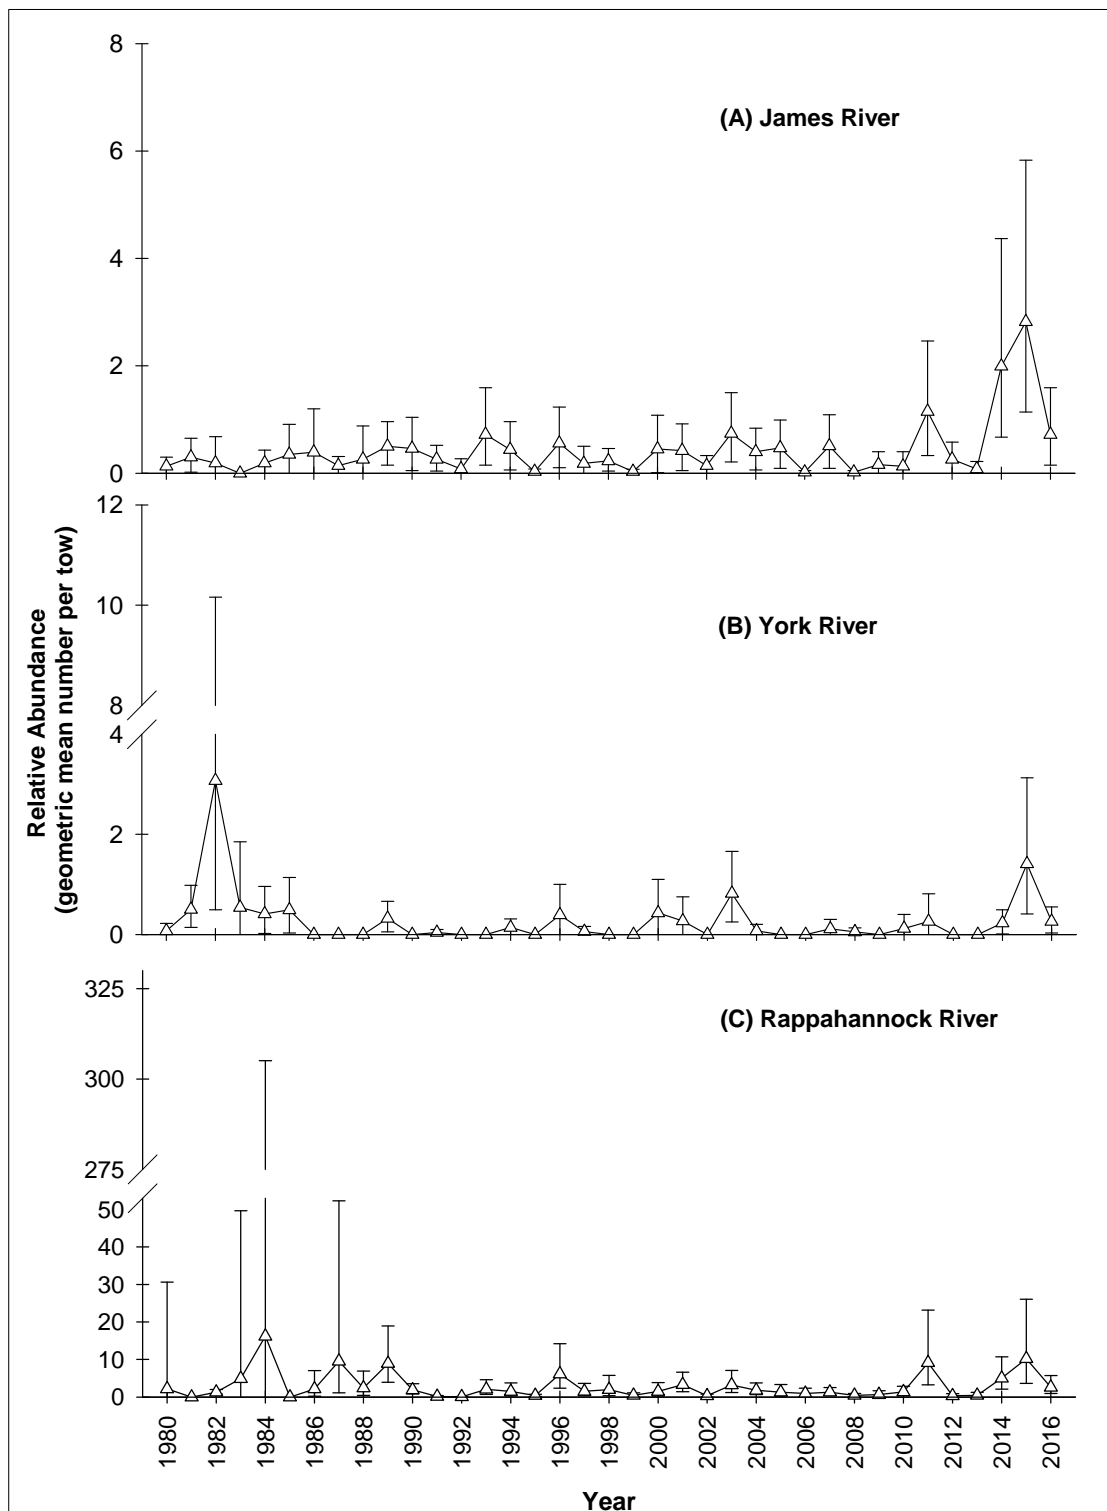 8
(A) James River
6
4
2
0
12
Relative Abundance
(geometric mean number per tow)
10
(B) York River
8
4
2
0
325
(C) Rappahannock River
300
275
50
40
30
20
10
0
1980 1982 1984 1986 1988 1990 1992 1994 1996 1998 2000 2002 2004 2006 2008 2010 2012 2014 2016
Year